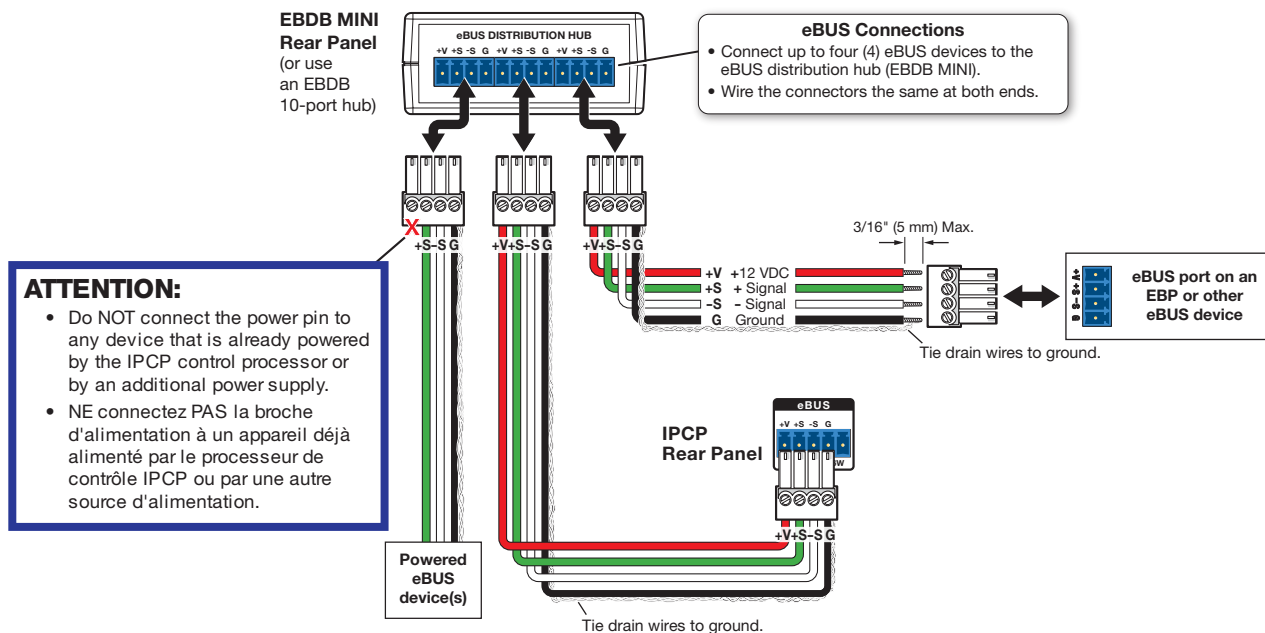 EBDB MINI
Rear Panel
(or use
an EBDB
10-port hub)
eBUS DISTRIBUTION HUB
+V +S -S G +V +S -S G +V +S -S G
eBUS Connections
• Connect up to four (4) eBUS devices to the
eBUS distribution hub (EBDB MINI).
• Wire the connectors the same at both ends.
X
+S–S G
+V+S–S G
+V+S–S G
3/16" (5 mm) Max.
+V +12 VDC
+S + Signal
–S – Signal
G Ground
Tie drain wires to ground.
eBUS port on an
EBP or other
eBUS device
ATTENTION:
• Do NOT connect the power pin to
any device that is already powered
by the IPCP control processor or
by an additional power supply.
• NE connectez PAS la broche
d'alimentation à un appareil déjà
alimenté par le processeur de
contrôle IPCP ou par une autre
source d'alimentation.
IPCP
Rear Panel
eBUS
+V +S -S G
+V+S–S G
Powered
eBUS
device(s)
Tie drain wires to ground.